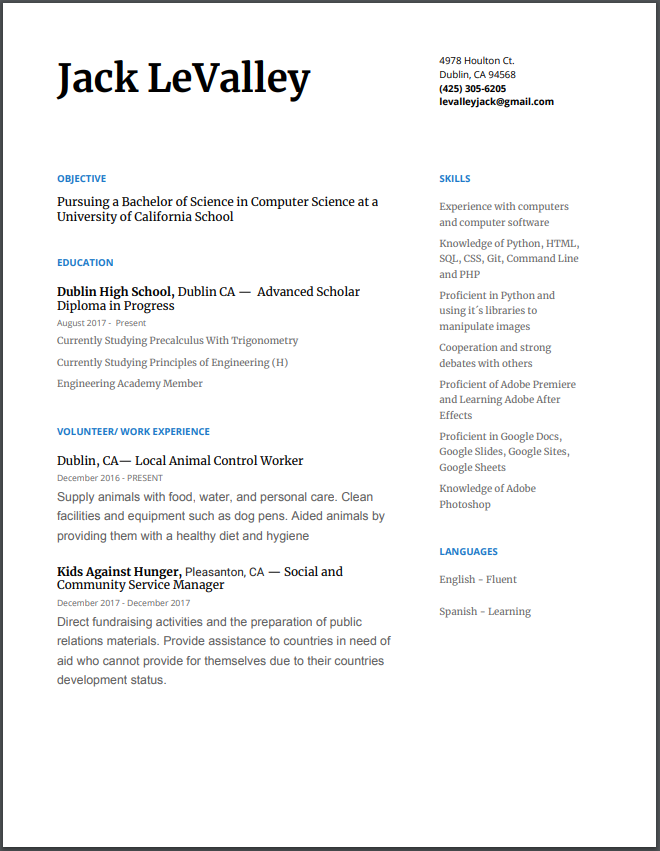 Jack LeValley
4978 Houlton Ct.
Dublin, CA 94568
(425) 305-6205
levalleyjack@gmail.com
OBJECTIVE
Pursuing a Bachelor of Science in Computer Science at a
University of California School
EDUCATION
Dublin High School, Dublin CA — Advanced Scholar
Diploma in Progress
August 2017 - Present
Currently Studying Precalculus With Trigonometry
Currently Studying Principles of Engineering (H)
Engineering Academy Member
VOLUNTEER/ WORK EXPERIENCE
Dublin, CA— Local Animal Control Worker
December 2016 - PRESENT
Supply animals with food, water, and personal care. Clean
facilities and equipment such as dog pens. Aided animals by
providing them with a healthy diet and hygiene
Kids Against Hunger, Pleasanton, CA — Social and
Community Service Manager
December 2017 - December 2017
Direct fundraising activities and the preparation of public
relations materials. Provide assistance to countries in need of
aid who cannot provide for themselves due to their countries
development status.
SKILLS
Experience with computers
and computer software
Knowledge of Python, HTML,
SQL, CSS, Git, Command Line
and PHP
Proficient in Python and
using it´s libraries to
manipulate images
Cooperation and strong
debates with others
Proficient of Adobe Premiere
and Learning Adobe After
Effects
Proficient in Google Docs,
Google Slides, Google Sites,
Google Sheets
Knowledge of Adobe
Photoshop
LANGUAGES
English - Fluent
Spanish - Learning